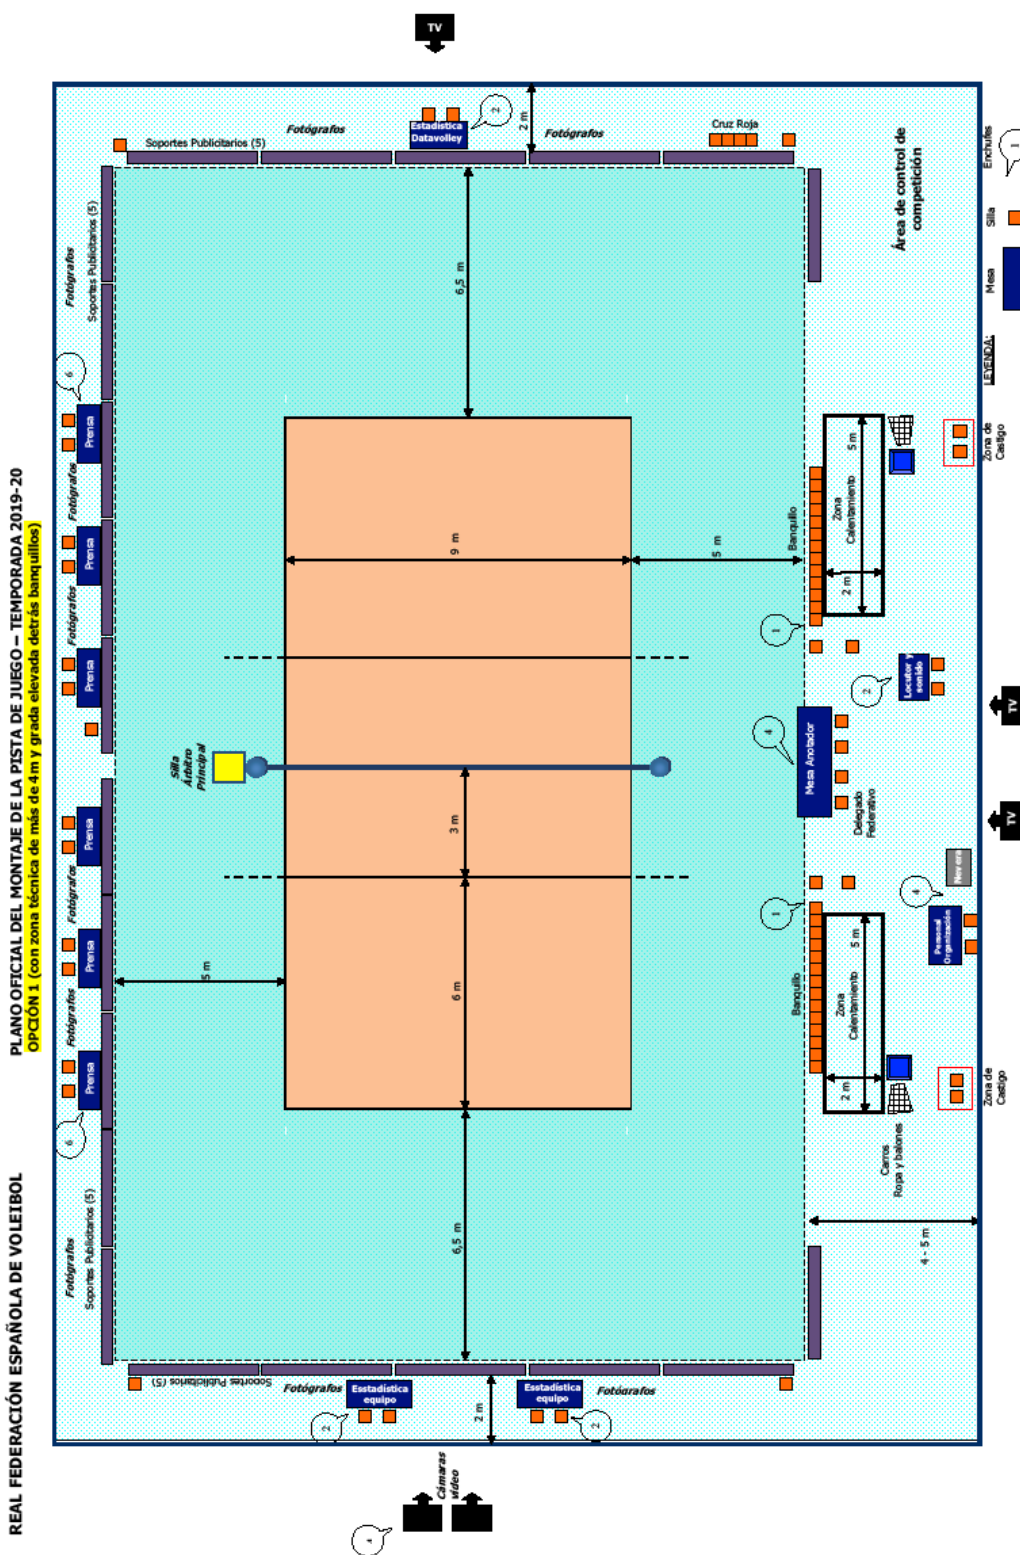 REAL FEDERACIÓN ESPAÑOLA DE VOLEIBOL
PLANO OFICIAL DEL MONTAJE DE LA PISTA DE JUEGO – TEMPORADA 2019-20
OPCIÓN 1 (con zona técnica de más de 4m y grada elevada detrás banquillos)
Fotógrafos
Soportes Publicitarios (5)
6
Prensa
Fotógrafos
Prensa
Fotógrafos
Prensa
Prensa
Fotógrafos
Prensa
Fotógrafos
Prensa
6
Fotógrafos
Soportes Publicitarios (5)
Soportes Publicitarios (5)
Fotógrafos
Esstadística
equipo
2
2 m
Esstadística
equipo
2
Fotógrafos
Cámaras
vídeo
4
Soportes Publicitarios (5)
Fotógrafos
Estadística
Datavolley
2
2 m
Fotógrafos
Cruz Roja
TV
Silla
Árbitro
Principal
5 m
6,5 m
6 m
3 m
9 m
6,5 m
5 m
Banquillo
1
Zona
Calentamiento
5 m
2 m
Carros
Ropa y balones
4 - 5 m
Zona de
Castigo
Personal
Organización
4
Nevera
Mesa Anotador
4
Delegado
Federativo
TV
Locutor y
sonido
2
TV
Banquillo
1
Zona
Calentamiento
5 m
2 m
Zona de
Castigo
Área de control de
competición
LEYENDA:
Mesa
Silla
Enchufes
1